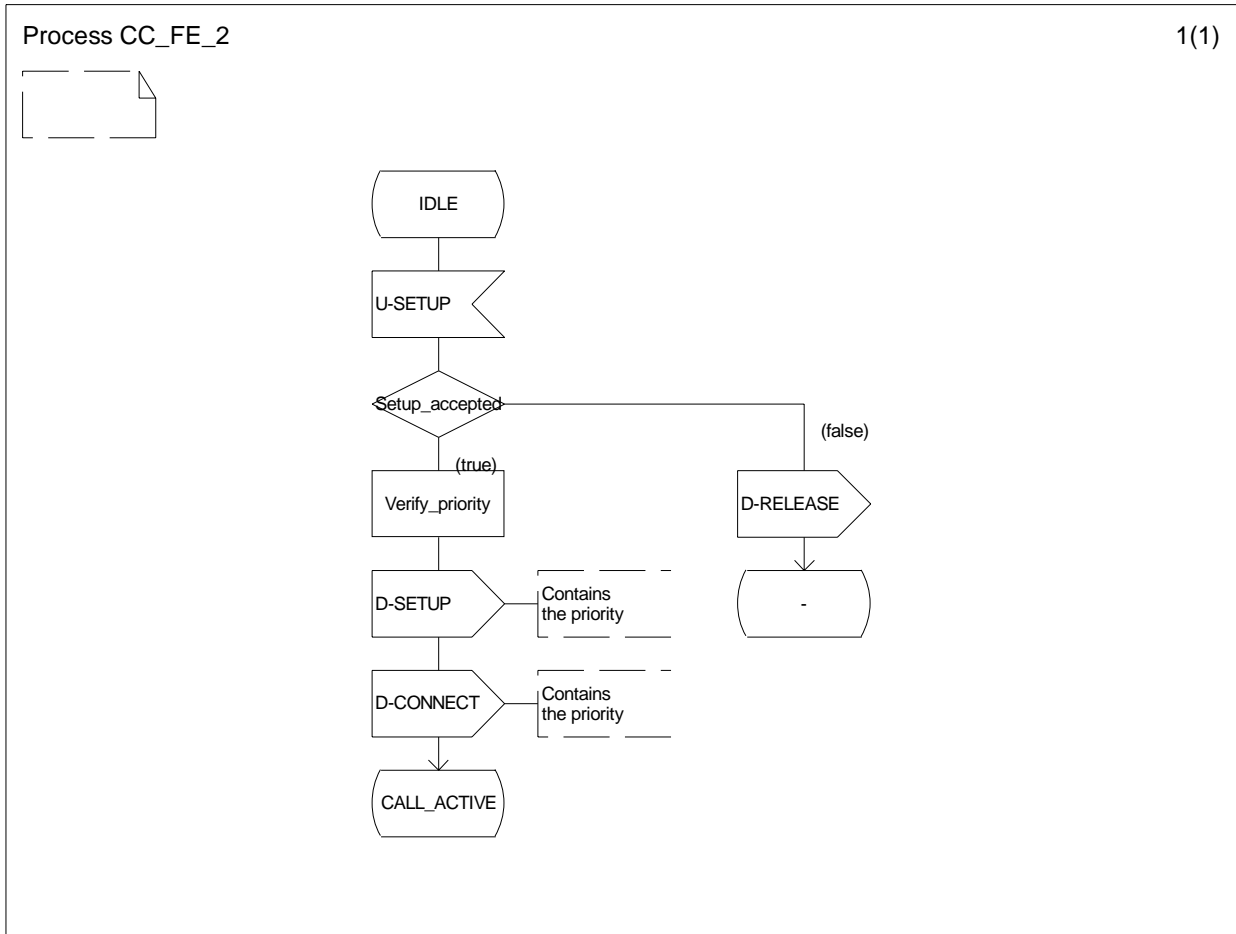 Process CC_FE_2
1(1)
IDLE
U-SETUP
Setup_accepted
(false)
(true)
Verify_priority
D-RELEASE
D-SETUP
Contains
the priority
-
D-CONNECT
Contains
the priority
CALL_ACTIVE